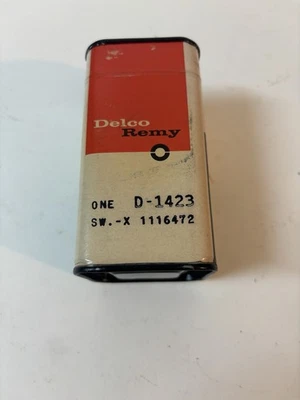 Delco
Remy
ONE D-1423
SW.-X 1116472